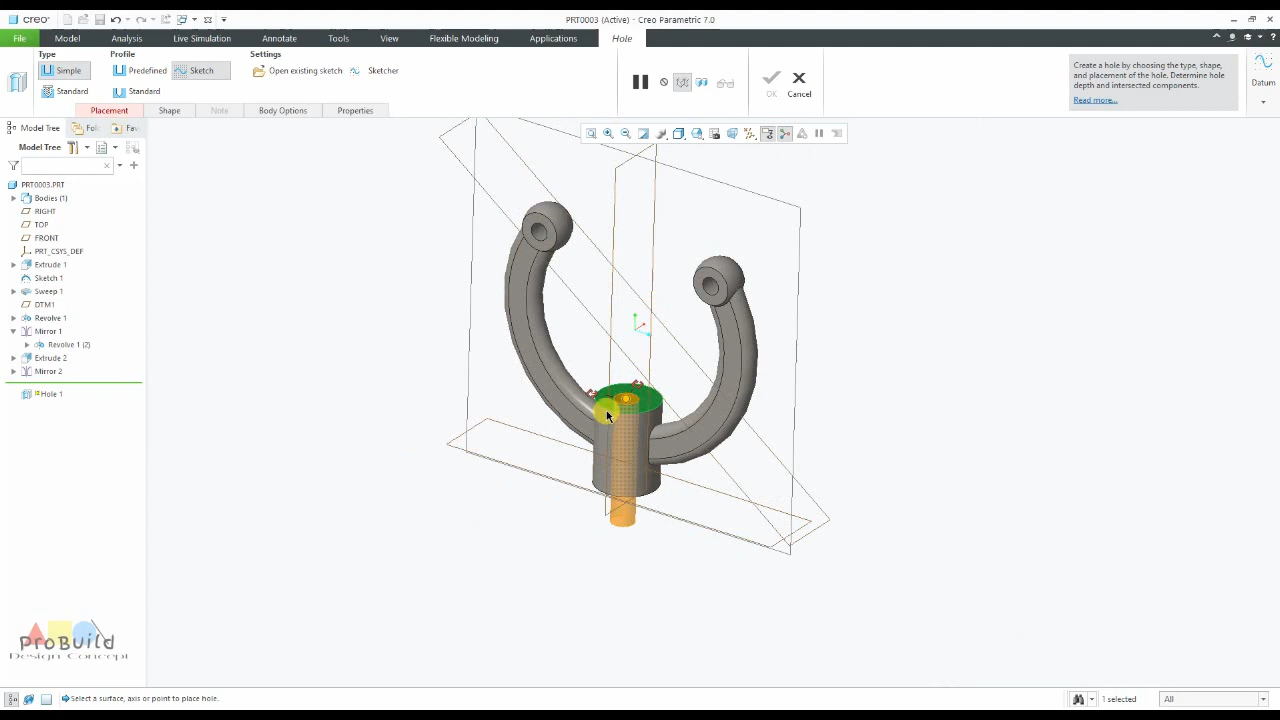 creo
PRT0003 (Active) - Creo Parametric 7.0
File Model Analysis Live Simulation Annotate Tools View Flexible Modeling Applications Hole
Type Profile Settings
Simple Predefined Sketch Open existing sketch Sketcher
Standard Standard
OK Cancel
Create a hole by choosing the type, shape, and placement of the hole. Determine hole depth and intersected components.
Read more...
Datum
Placement Shape Note Body Options Properties
Model Tree Fol Fav
Model Tree
PRT0003.PRT
Bodies (1)
RIGHT
TOP
FRONT
PRT_CSYS_DEF
Extrude 1
Sketch 1
Sweep 1
DTM1
Revolve 1
Mirror 1
Revolve 1 (2)
Extrude 2
Mirror 2
Hole 1
ProBuild
Design Concept
Select a surface, axis or point to place hole.
1 selected
All